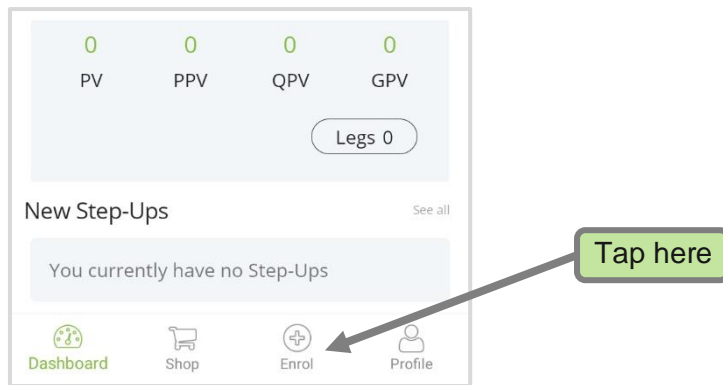 0 0 0 0
PV PPV QPV GPV
Legs 0
New Step-Ups See all
You currently have no Step-Ups
Tap here
Dashboard Shop Enrol Profile